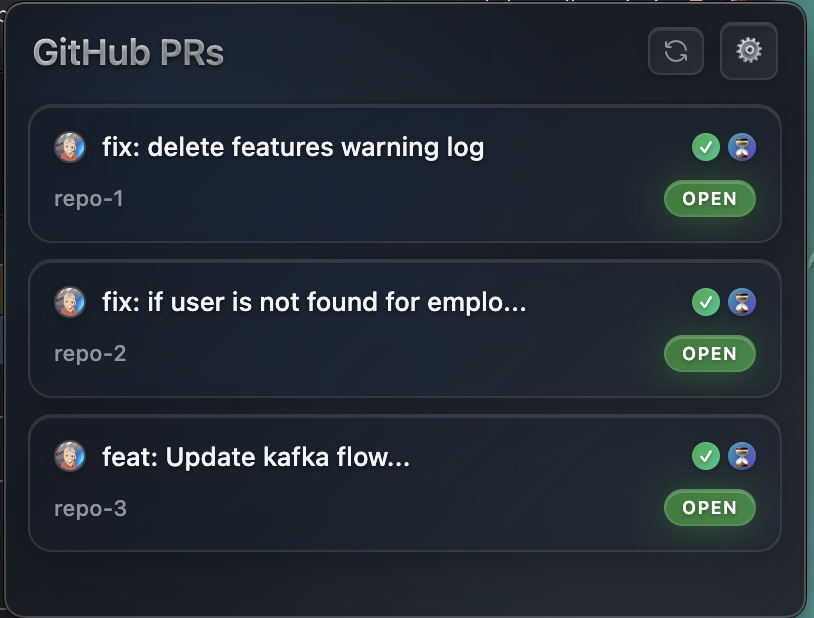 GitHub PRs
fix: delete features warning log
repo-1
OPEN
fix: if user is not found for emplo...
repo-2
OPEN
feat: Update kafka flow...
repo-3
OPEN